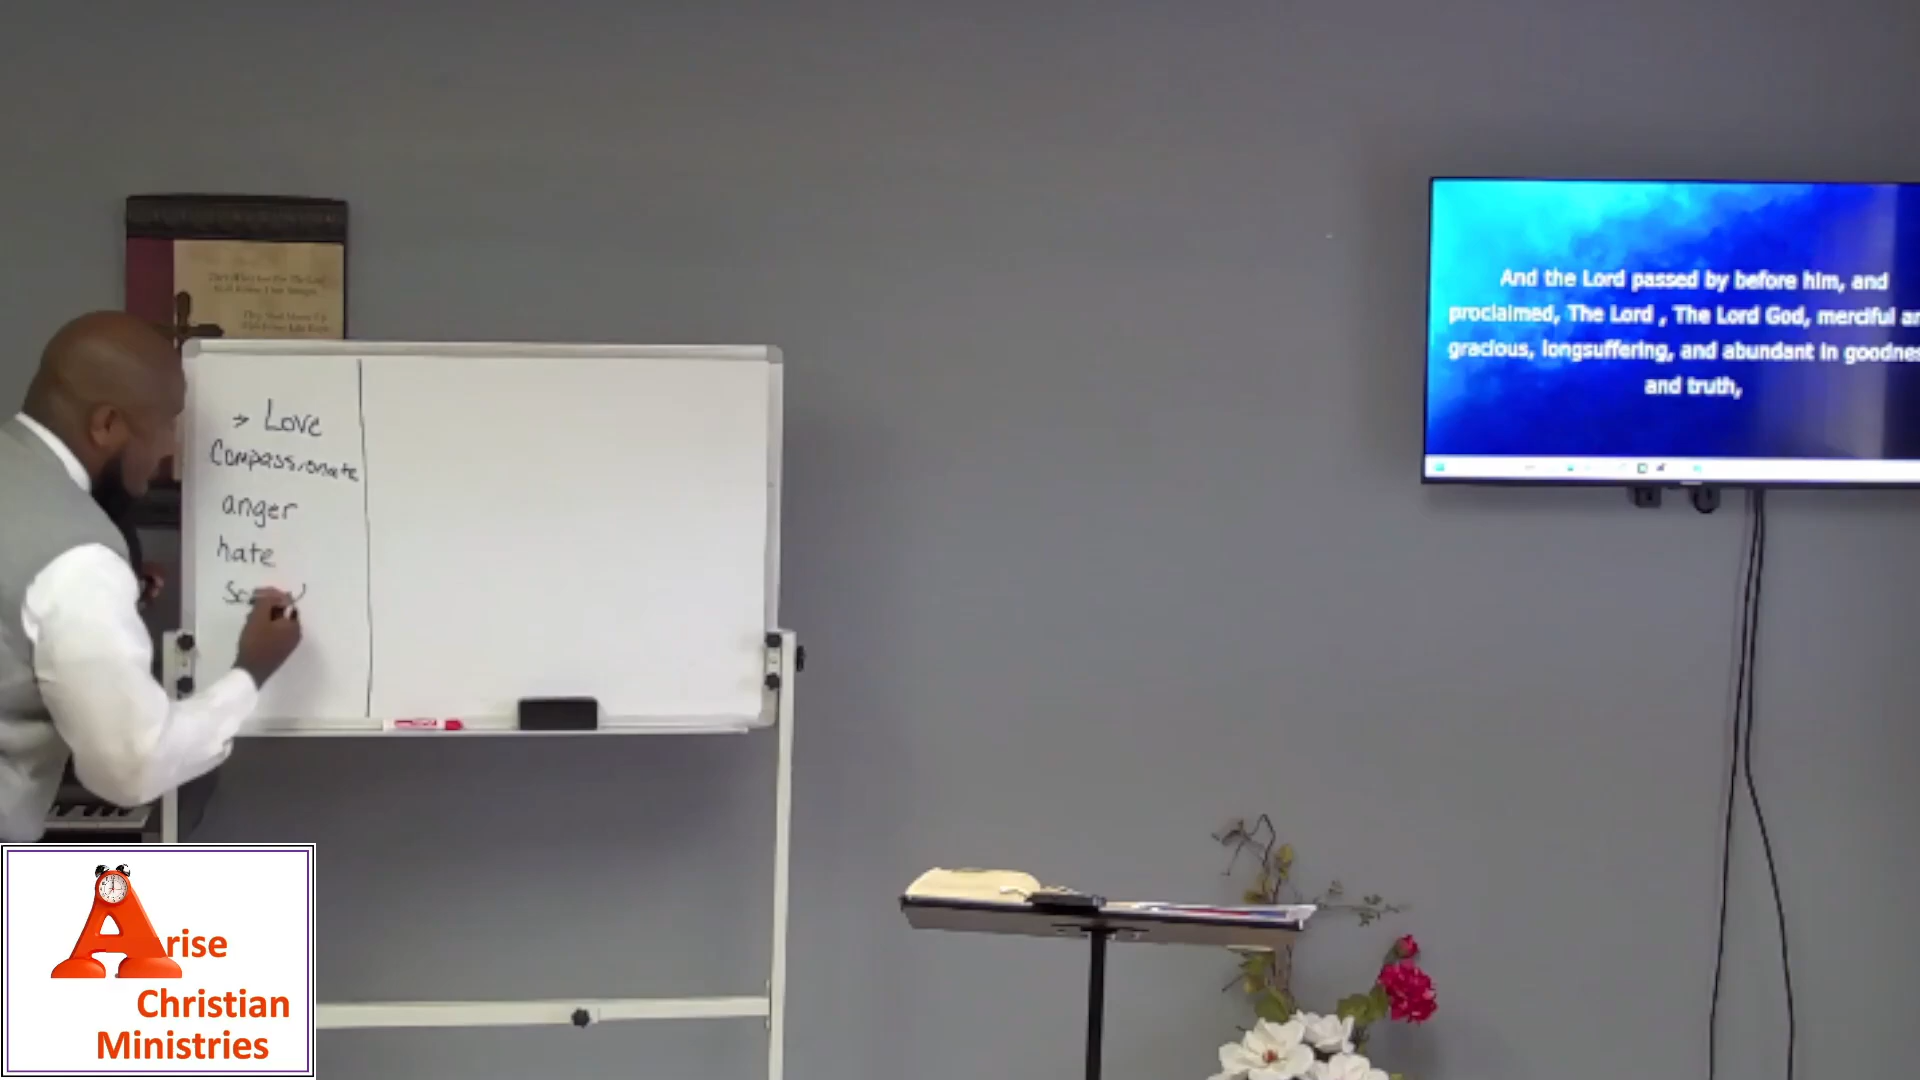 Love
Compassionate
anger
hate
And the Lord passed by before him, and
proclaimed, The Lord , The Lord God, merciful
gracious, longsuffering, and abundant in
and truth,
Arise
Christian
Ministries